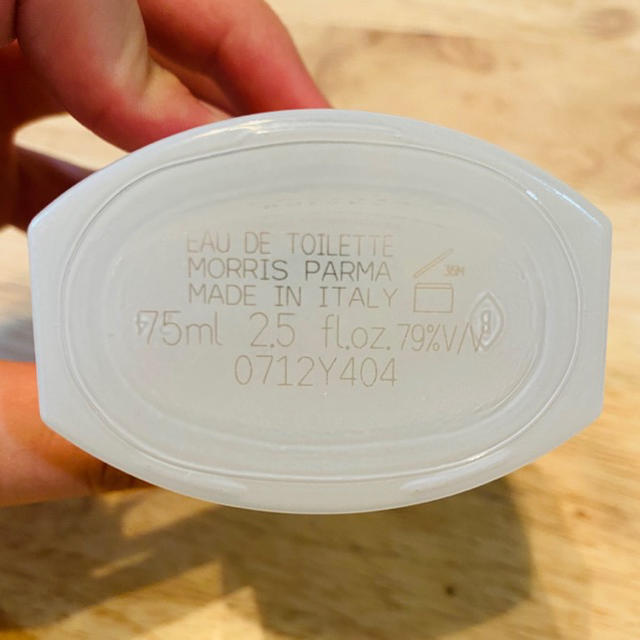 EAU DE TOILETTE
MORRIS PARMA
MADE IN ITALY
36M
75ml 2.5 fl.oz. 79%V/V
0712Y404
B